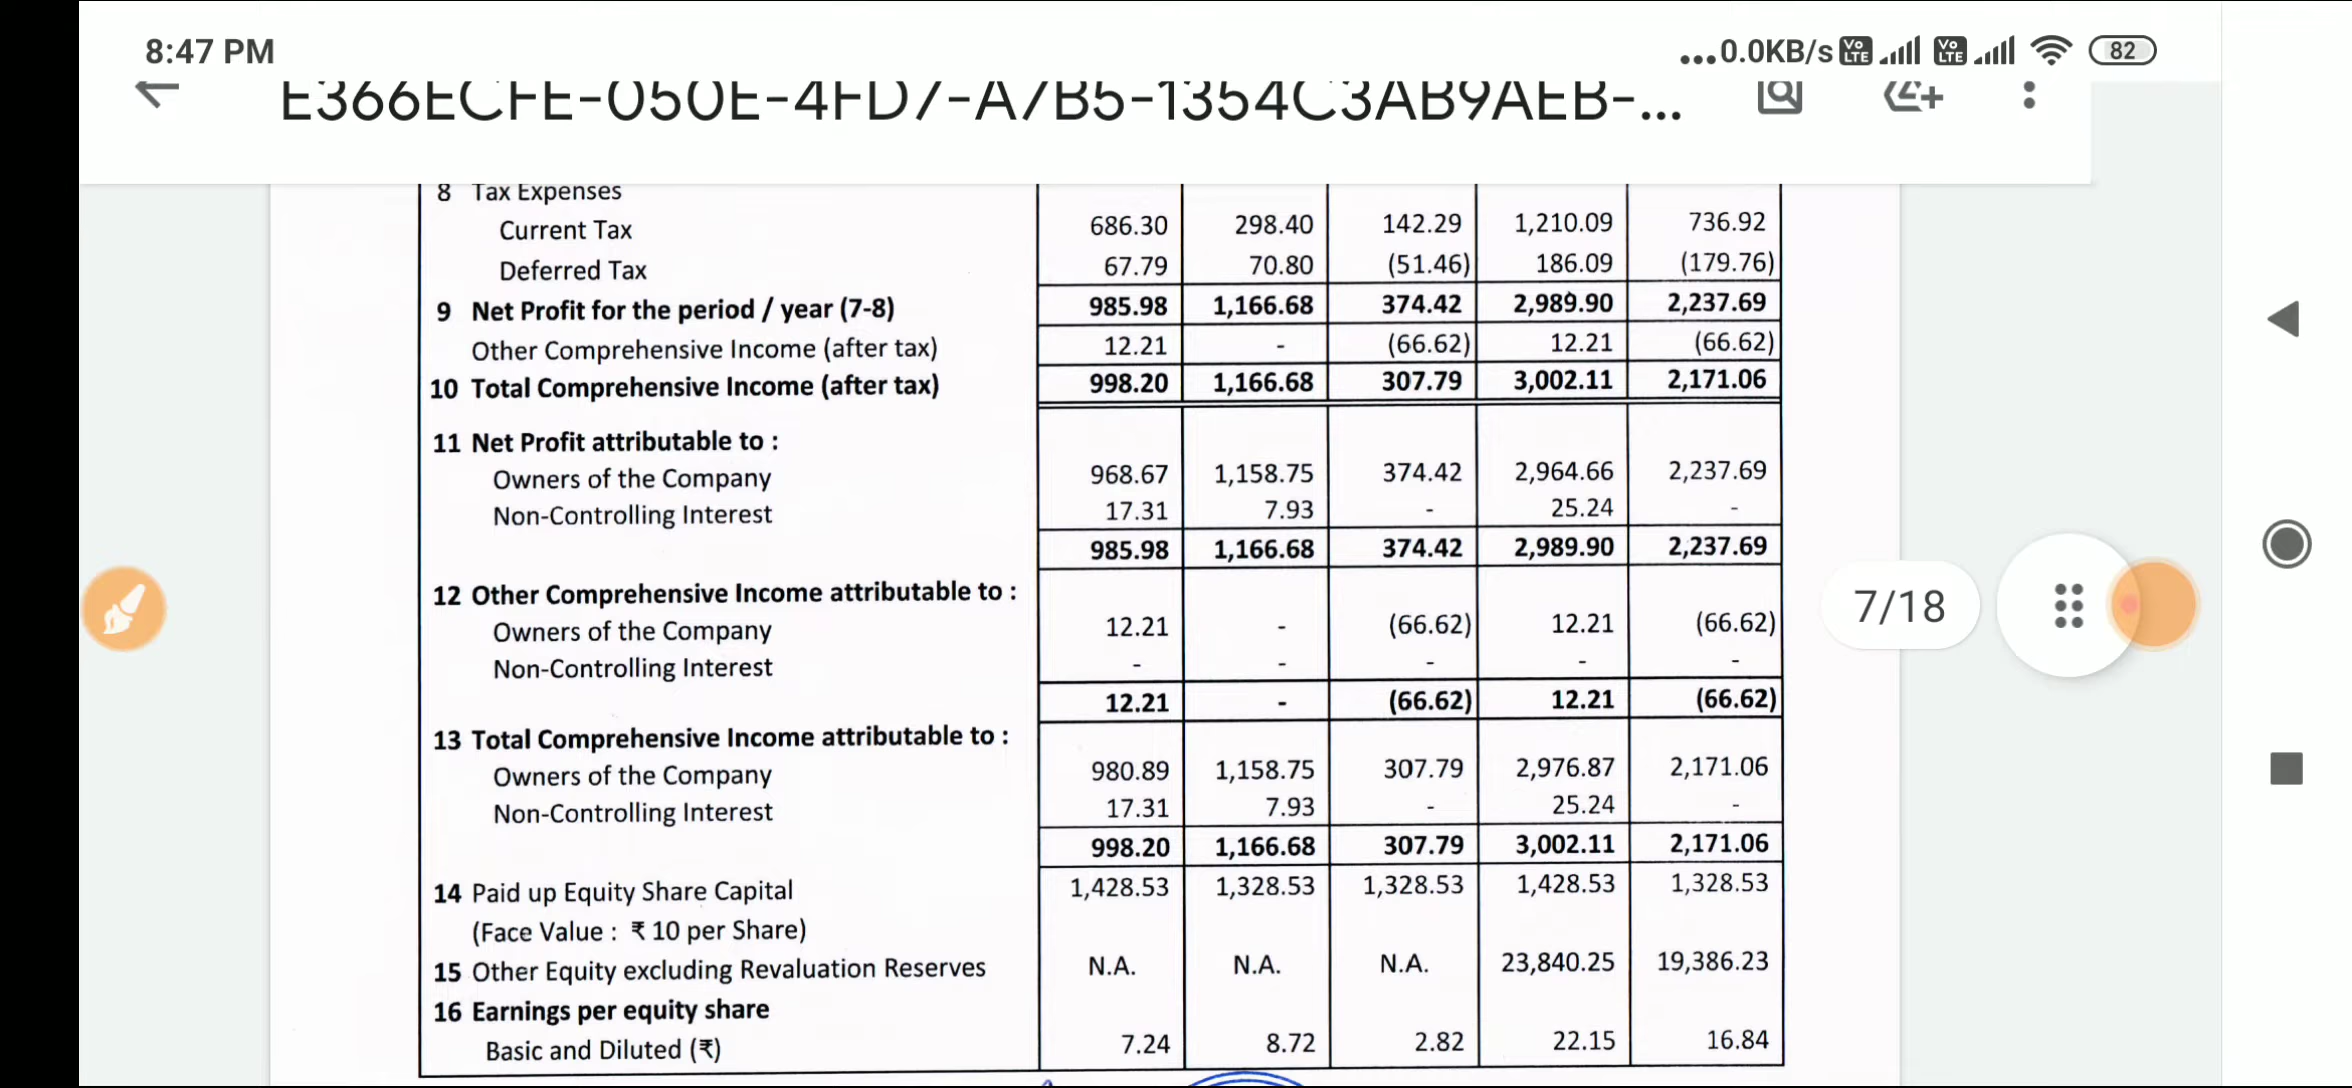 8:47 PM
...0.0KB/s Vo LTE Vo LTE 82
E366ECFE-050E-4FD7-A7B5-1354C3AB9AEB-...
8 Tax Expenses
Current Tax 686.30 298.40 142.29 1,210.09 736.92
Deferred Tax 67.79 70.80 (51.46) 186.09 (179.76)
9 Net Profit for the period / year (7-8) 985.98 1,166.68 374.42 2,989.90 2,237.69
Other Comprehensive Income (after tax) 12.21 - (66.62) 12.21 (66.62)
10 Total Comprehensive Income (after tax) 998.20 1,166.68 307.79 3,002.11 2,171.06
11 Net Profit attributable to :
Owners of the Company 968.67 1,158.75 374.42 2,964.66 2,237.69
Non-Controlling Interest 17.31 7.93 - 25.24 -
985.98 1,166.68 374.42 2,989.90 2,237.69
12 Other Comprehensive Income attributable to :
Owners of the Company 12.21 - (66.62) 12.21 (66.62)
Non-Controlling Interest - - - - -
12.21 - (66.62) 12.21 (66.62)
13 Total Comprehensive Income attributable to :
Owners of the Company 980.89 1,158.75 307.79 2,976.87 2,171.06
Non-Controlling Interest 17.31 7.93 - 25.24 -
998.20 1,166.68 307.79 3,002.11 2,171.06
14 Paid up Equity Share Capital 1,428.53 1,328.53 1,328.53 1,428.53 1,328.53
(Face Value : ₹ 10 per Share)
15 Other Equity excluding Revaluation Reserves N.A. N.A. N.A. 23,840.25 19,386.23
16 Earnings per equity share
Basic and Diluted (₹) 7.24 8.72 2.82 22.15 16.84
7/18